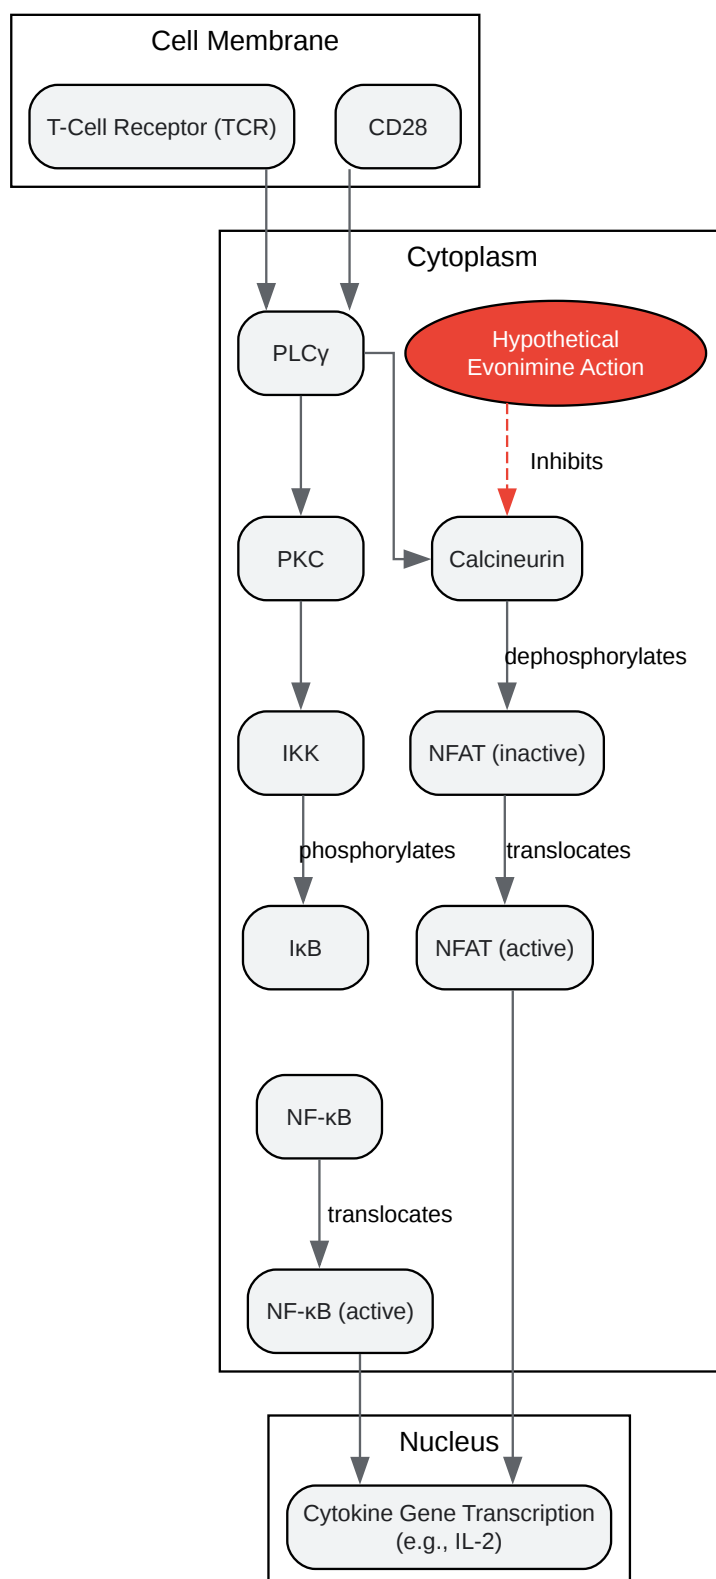 Cell Membrane
T-Cell Receptor (TCR)
CD28
Cytoplasm
PLCγ
Hypothetical
Evonimine Action
Inhibits
PKC
Calcineurin
dephosphorylates
IKK
NFAT (inactive)
phosphorylates
translocates
IκB
NFAT (active)
NF-κB
translocates
NF-κB (active)
Nucleus
Cytokine Gene Transcription
(e.g., IL-2)